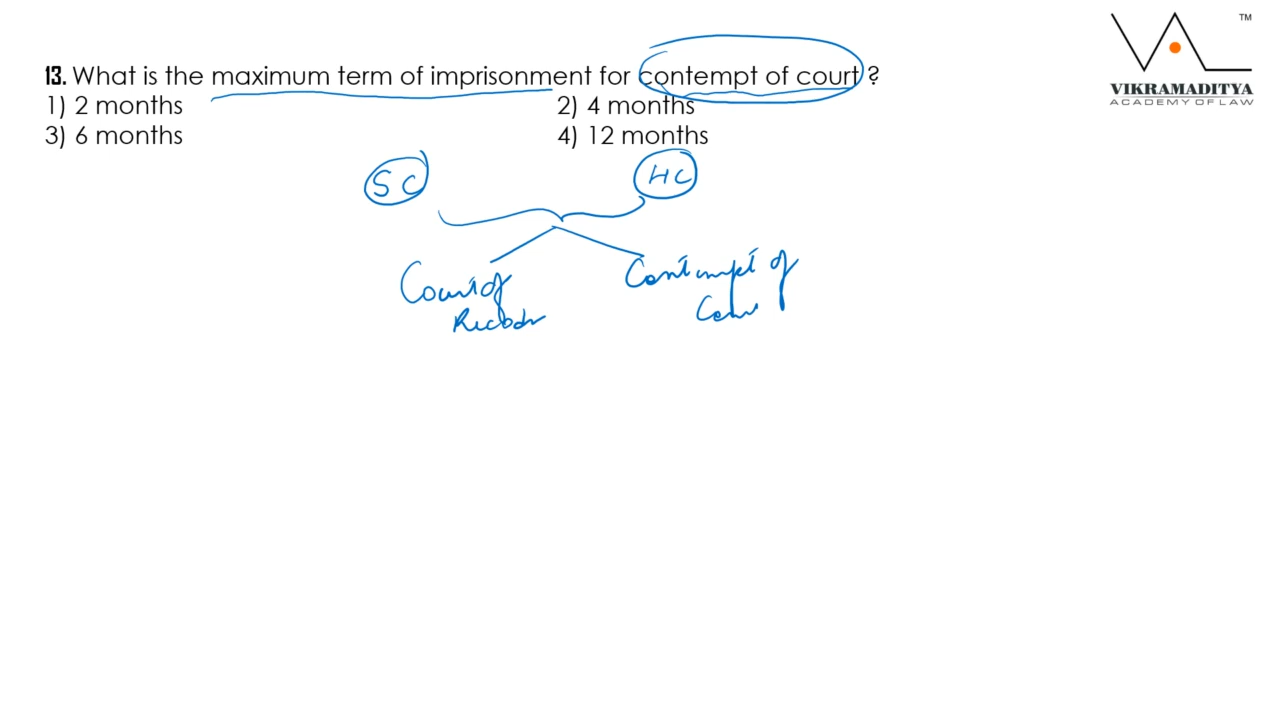 TM
VIKRAMADITYA
ACADEMY OF LAW
13. What is the maximum term of imprisonment for contempt of court ?
1) 2 months 2) 4 months
3) 6 months 4) 12 months
SC HC
Court of Contempt of